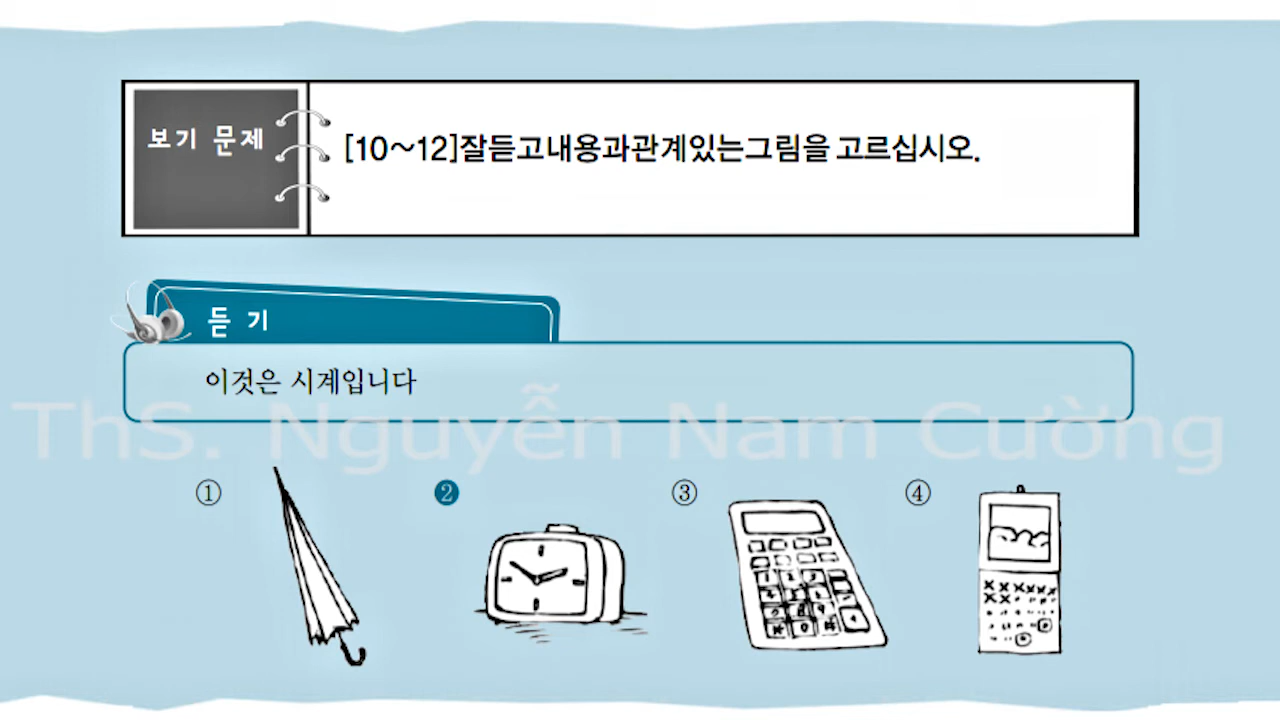 보기 문제
[10~12]잘듣고내용과관계있는그림을 고르십시오.
듣 기
이것은 시계입니다
ThS. Nguyễn Nam Cường
① ② ③ ④